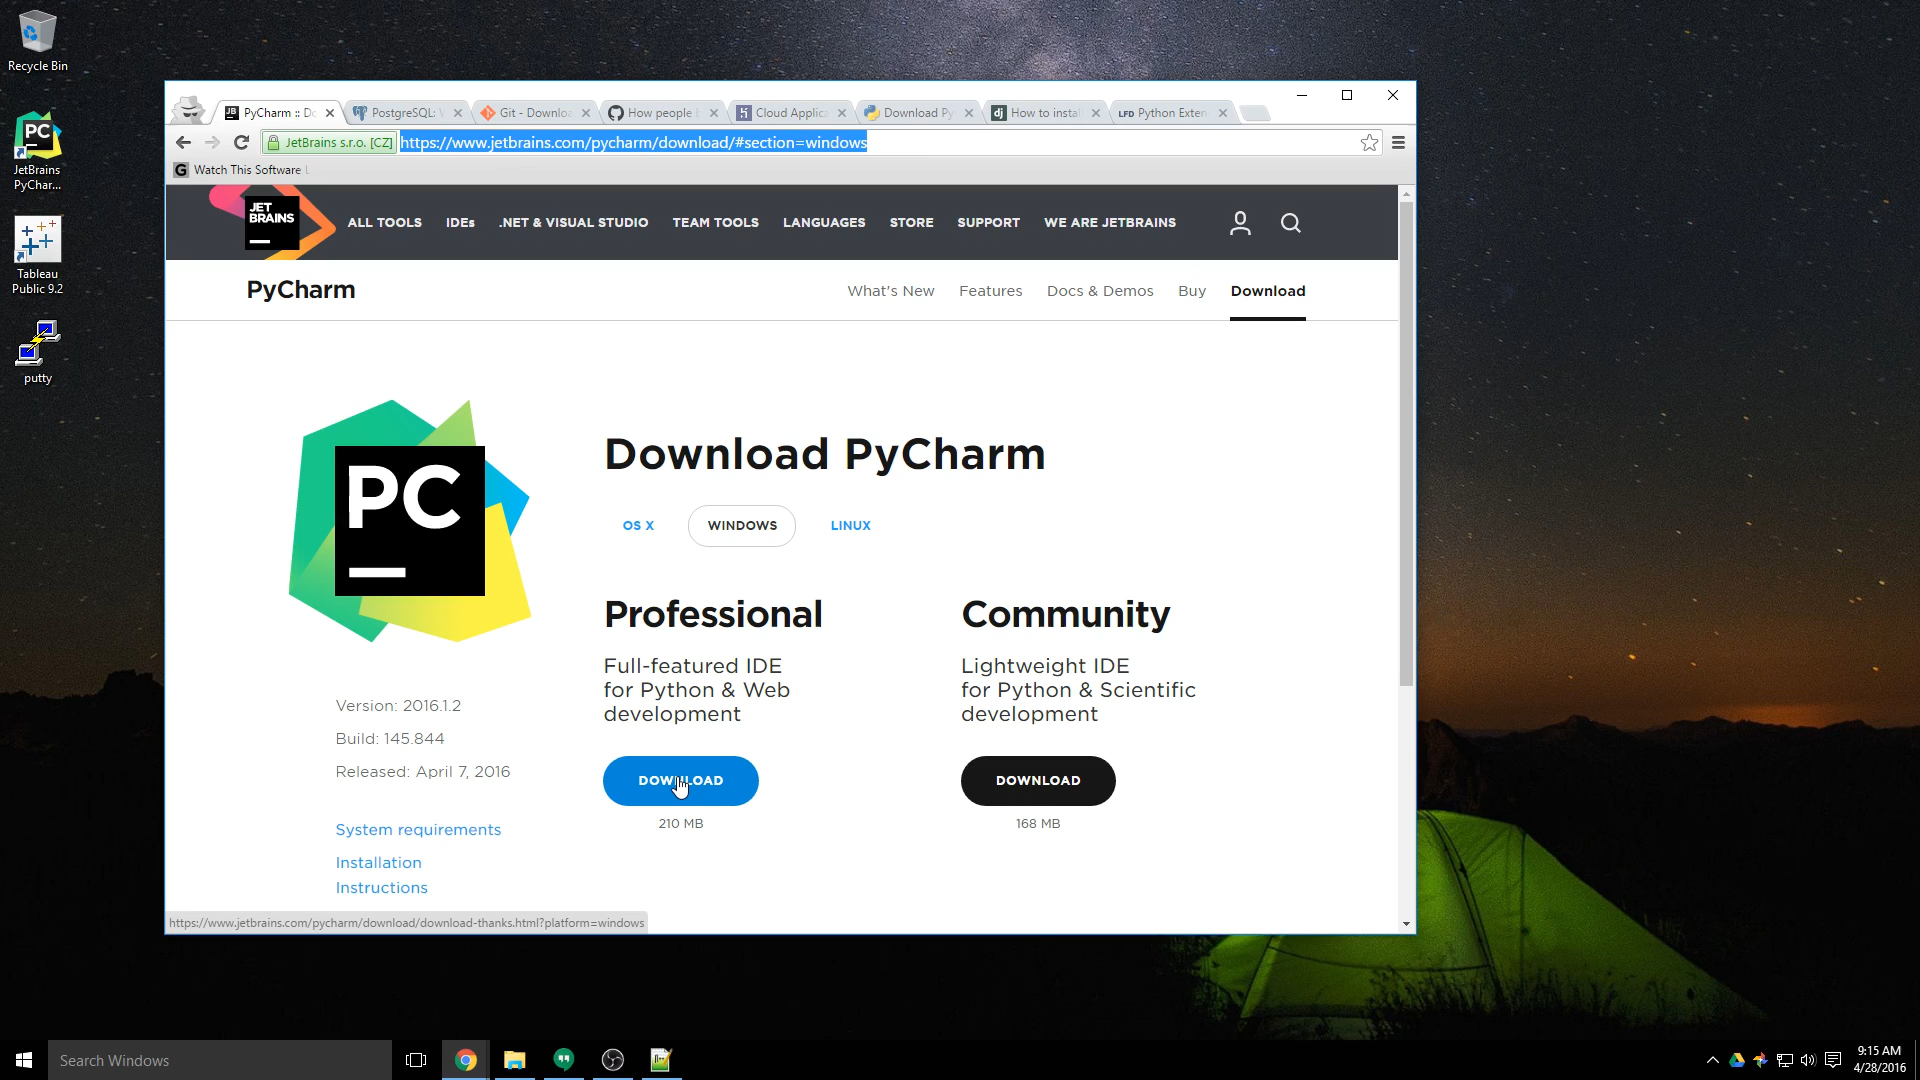 Recycle Bin
JetBrains
PyChar...
Tableau
Public 9.2
putty
PyCharm :: Do
PostgreSQL:
Git - Downloa
How people
Cloud Applica
Download Py
How to instal
LFD Python Exten
JetBrains s.r.o. [CZ] https://www.jetbrains.com/pycharm/download/#section=windows
G Watch This Software
JET
BRAINS
ALL TOOLS IDEs .NET & VISUAL STUDIO TEAM TOOLS LANGUAGES STORE SUPPORT WE ARE JETBRAINS
PyCharm
What's New Features Docs & Demos Buy Download
PC
Download PyCharm
OS X WINDOWS LINUX
Professional
Full-featured IDE
for Python & Web
development
DOWNLOAD
210 MB
Community
Lightweight IDE
for Python & Scientific
development
DOWNLOAD
168 MB
Version: 2016.1.2
Build: 145.844
Released: April 7, 2016
System requirements
Installation
Instructions
https://www.jetbrains.com/pycharm/download/download-thanks.html?platform=windows
Search Windows
9:15 AM
4/28/2016